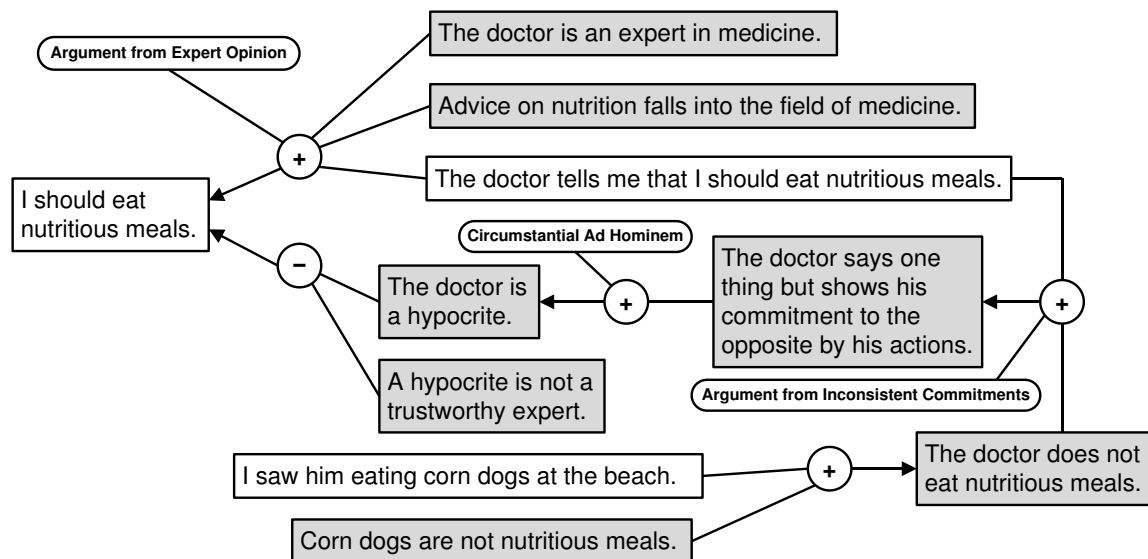 The doctor is an expert in medicine.
Argument from Expert Opinion
Advice on nutrition falls into the field of medicine.
+
The doctor tells me that I should eat nutritious meals.
I should eat
nutritious meals.
Circumstantial Ad Hominem
−
The doctor is
a hypocrite.
+
The doctor says one
thing but shows his
commitment to the
opposite by his actions.
+
A hypocrite is not a
trustworthy expert.
Argument from Inconsistent Commitments
I saw him eating corn dogs at the beach.
+
The doctor does not
eat nutritious meals.
Corn dogs are not nutritious meals.